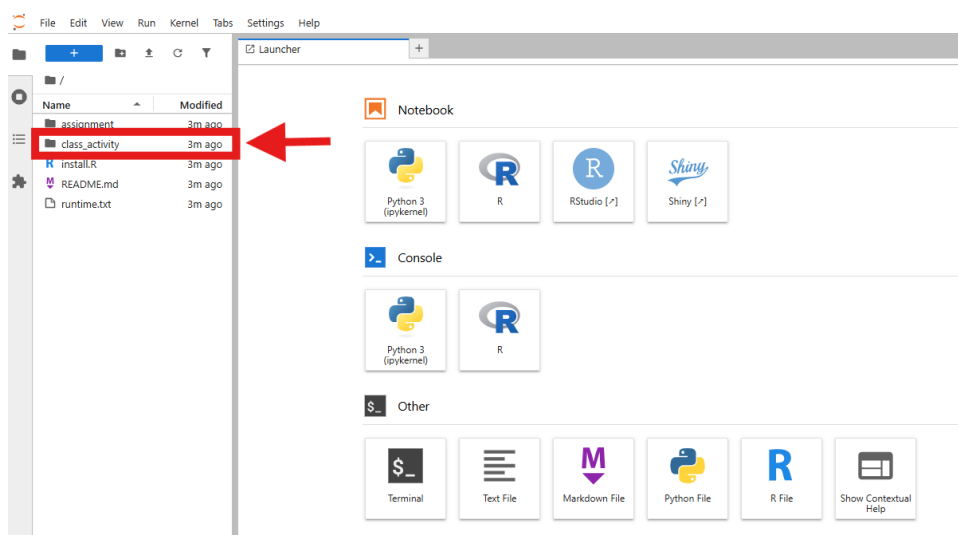 File Edit View Run Kernel Tabs Settings Help
+
/
Name Modified
assignment 3m ago
class_activity 3m ago
R install.R 3m ago
M README.md 3m ago
runtime.txt 3m ago
Launcher +
Notebook
Python 3
(ipykernel)
R
R
R
RStudio [↗]
Shiny
Shiny [↗]
>_ Console
Python 3
(ipykernel)
R
R
$_ Other
$_
Terminal
Text File
M
Markdown File
Python File
R
R File
Show Contextual
Help